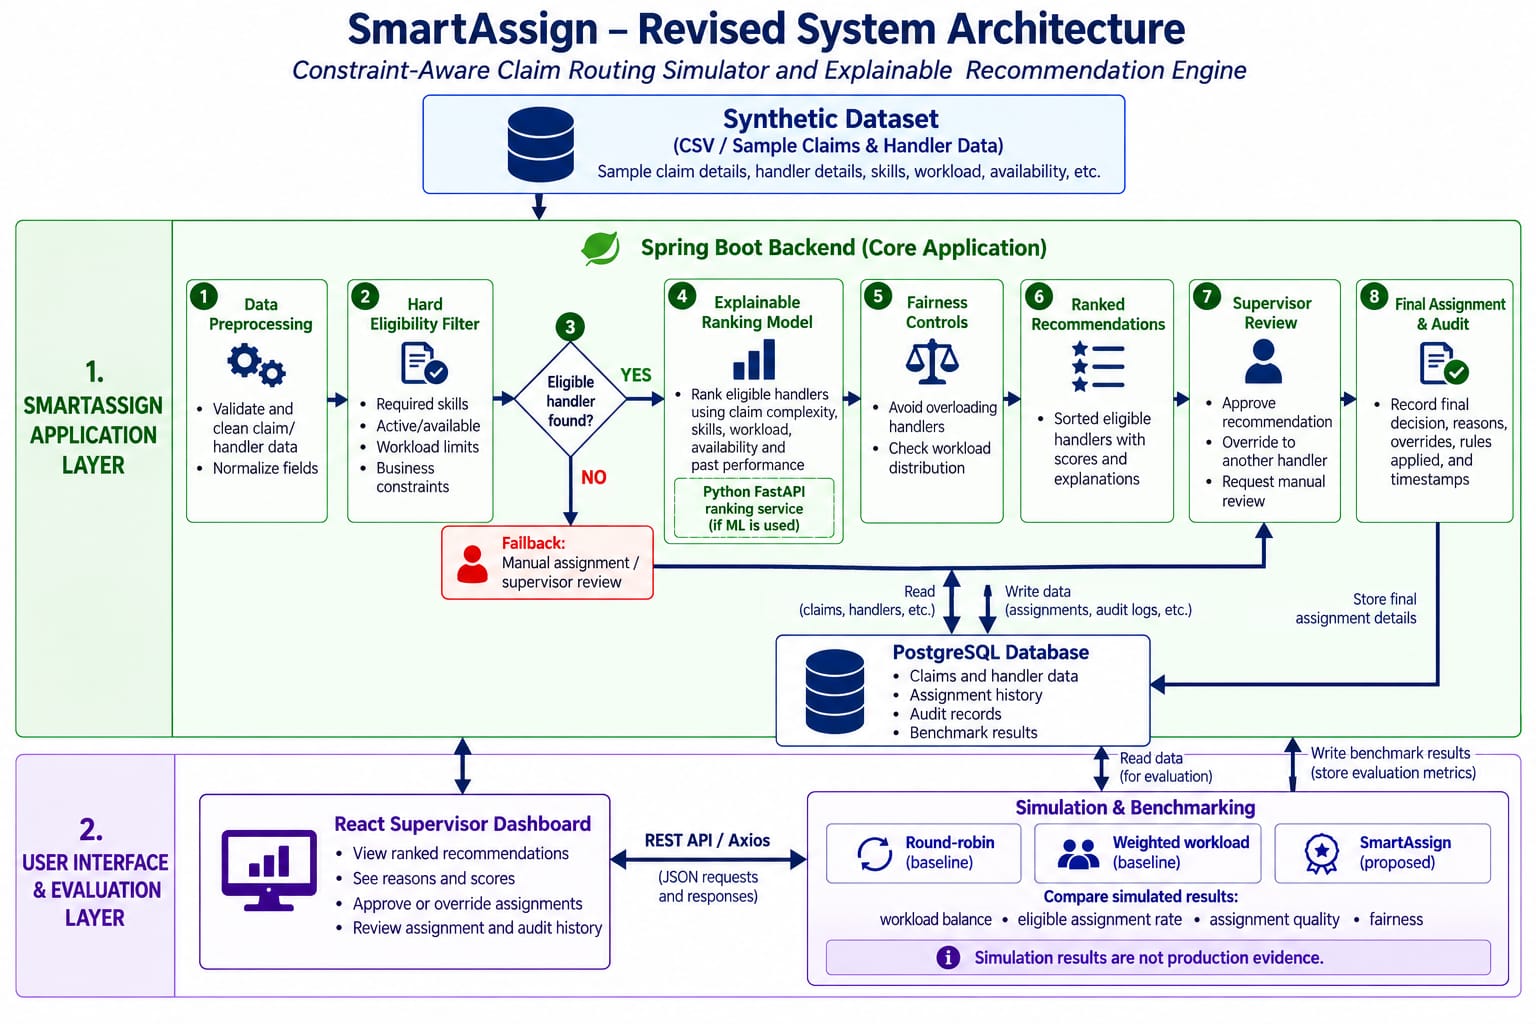 SmartAssign – Revised System Architecture
Constraint-Aware Claim Routing Simulator and Explainable Recommendation Engine
Synthetic Dataset
(CSV / Sample Claims & Handler Data)
Sample claim details, handler details, skills, workload, availability, etc.
1.
SMARTASSIGN
APPLICATION
LAYER
Spring Boot Backend (Core Application)
1
Data
Preprocessing
• Validate and
clean claim/
handler data
• Normalize fields
2
Hard
Eligibility Filter
• Required skills
• Active/available
• Workload limits
• Business
constraints
3
Eligible
handler
found?
YES
NO
4
Explainable
Ranking Model
• Rank eligible handlers
using claim complexity,
skills, workload,
availability and
past performance
Python FastAPI
ranking service
(if ML is used)
5
Fairness
Controls
• Avoid overloading
handlers
• Check workload
distribution
6
Ranked
Recommendations
• Sorted eligible
handlers with
scores and
explanations
7
Supervisor
Review
• Approve
recommendation
• Override to
another handler
• Request manual
review
8
Final Assignment
& Audit
• Record final
decision, reasons,
overrides, rules
applied, and
timestamps
Failback:
Manual assignment /
supervisor review
Read
(claims, handlers, etc.)
Write data
(assignments, audit logs, etc.)
Store final
assignment details
PostgreSQL Database
• Claims and handler data
• Assignment history
• Audit records
• Benchmark results
2.
USER INTERFACE
& EVALUATION
LAYER
Read data
(for evaluation)
Write benchmark results
(store evaluation metrics)
React Supervisor Dashboard
• View ranked recommendations
• See reasons and scores
• Approve or override assignments
• Review assignment and audit history
REST API / Axios
(JSON requests
and responses)
Simulation & Benchmarking
Round-robin
(baseline)
Weighted workload
(baseline)
SmartAssign
(proposed)
Compare simulated results:
workload balance • eligible assignment rate • assignment quality • fairness
i Simulation results are not production evidence.